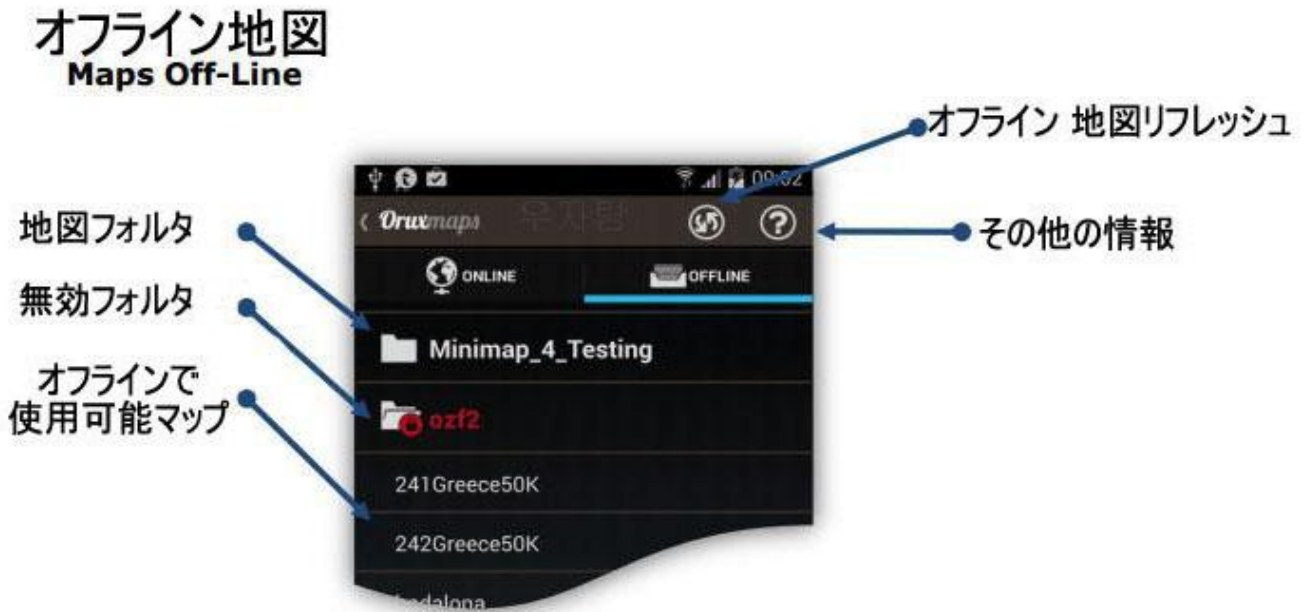 オフライン地図
Maps Off-Line
オフライン 地図リフレッシュ
09:02
Oruxmaps
地図フォルタ
その他の情報
ONLINE
OFFLINE
無効フォルタ
Minimap_4_Testing
オフラインで
使用可能マップ
ozf2
241Greece50K
242Greece50K